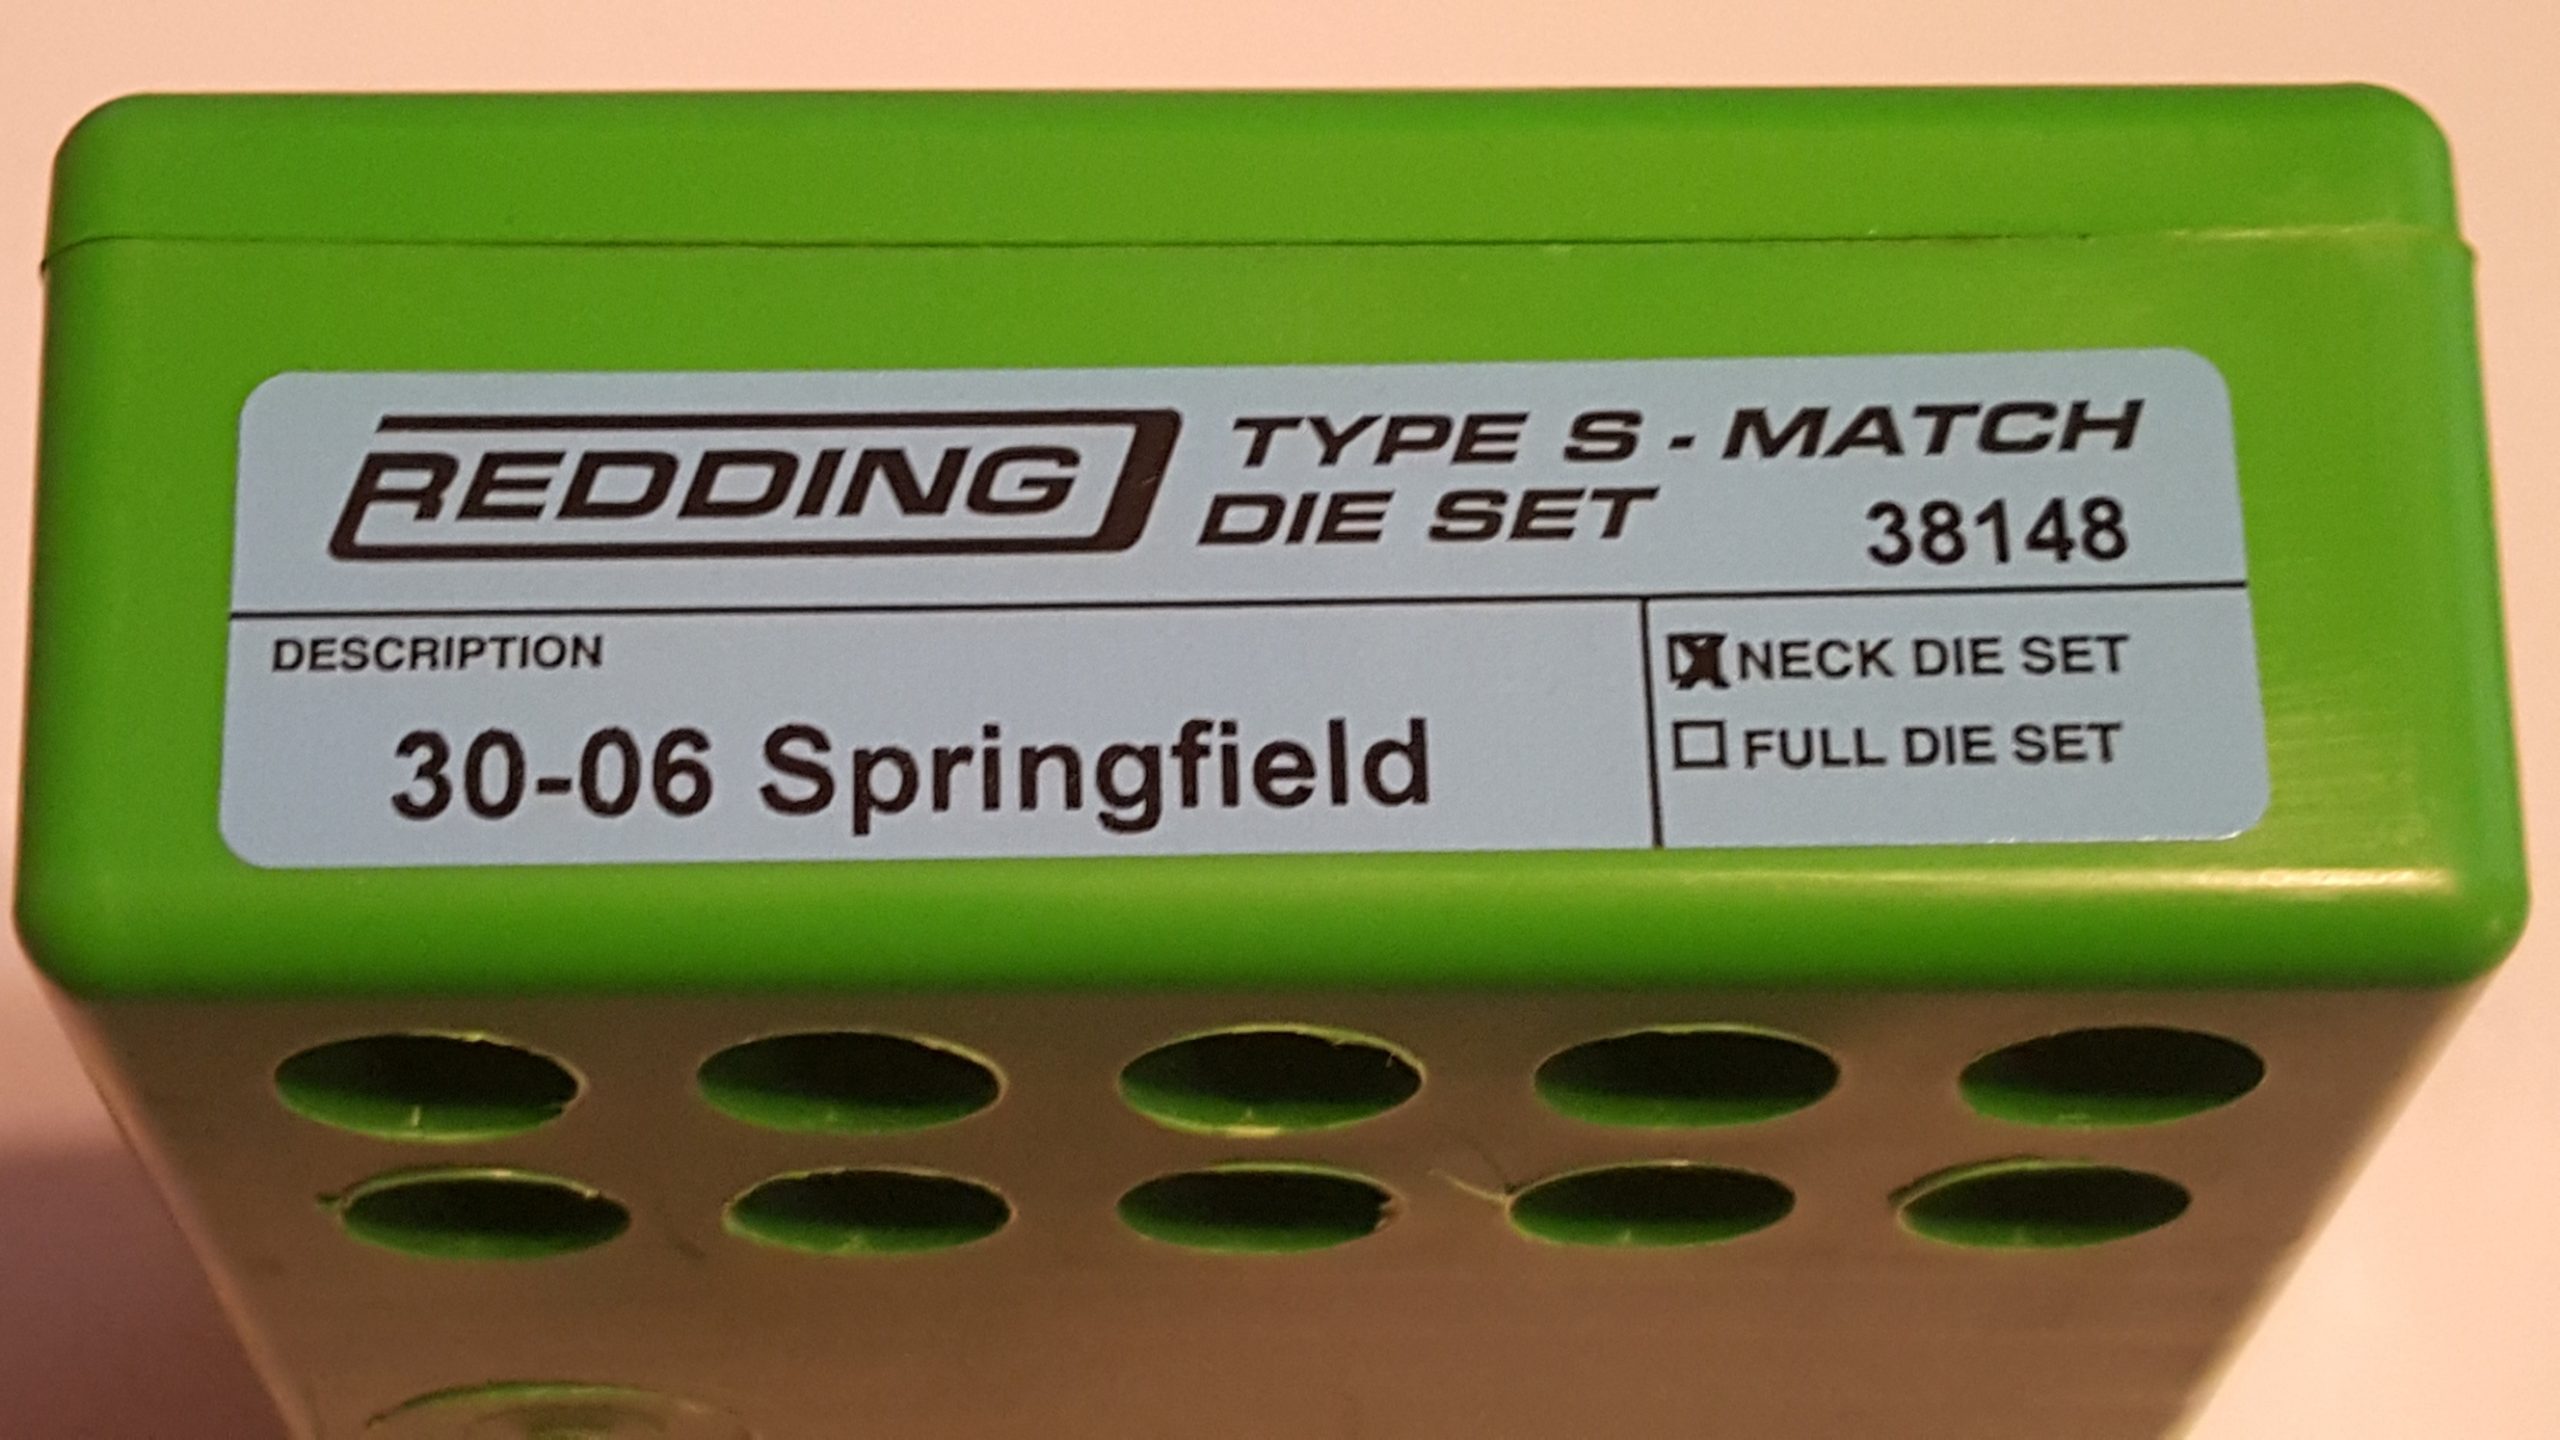 REDDING TYPE S - MATCH
DIE SET 38148
DESCRIPTION
30-06 Springfield
NECK DIE SET
FULL DIE SET